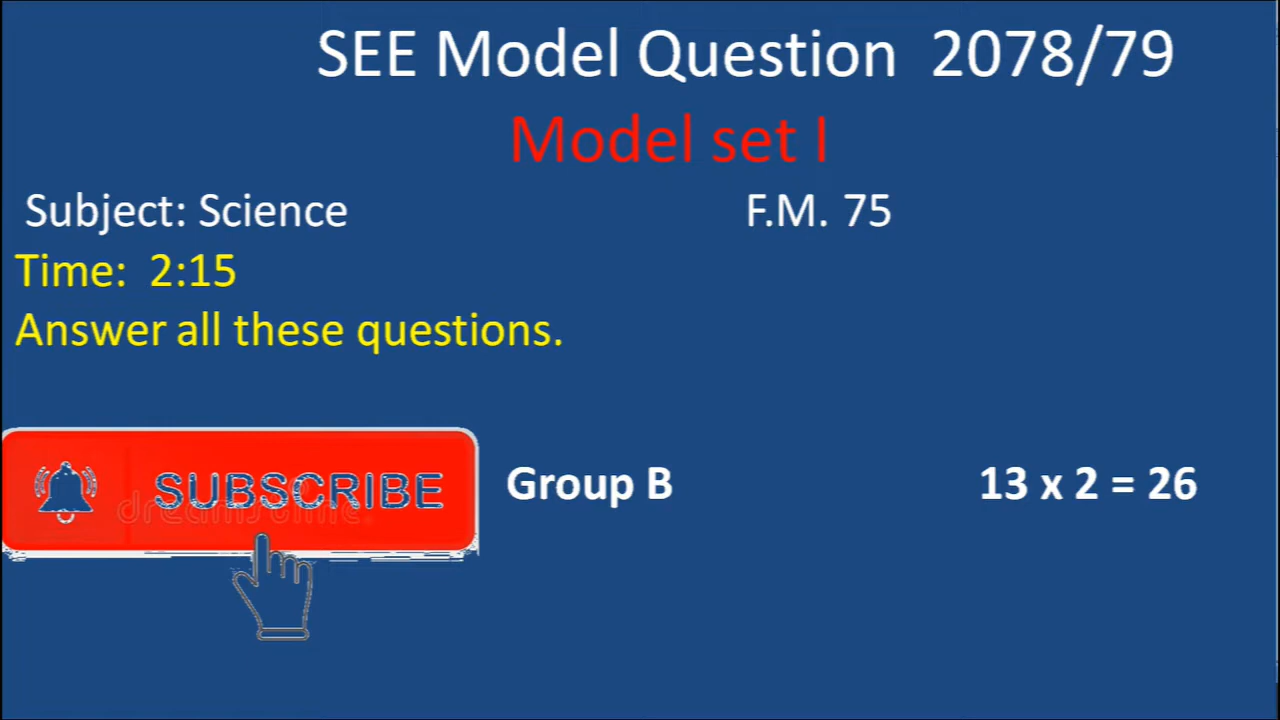 SEE Model Question 2078/79
Model set I
Subject: Science F.M. 75
Time: 2:15
Answer all these questions.
SUBSCRIBE
dreamstime
Group B 13 x 2 = 26